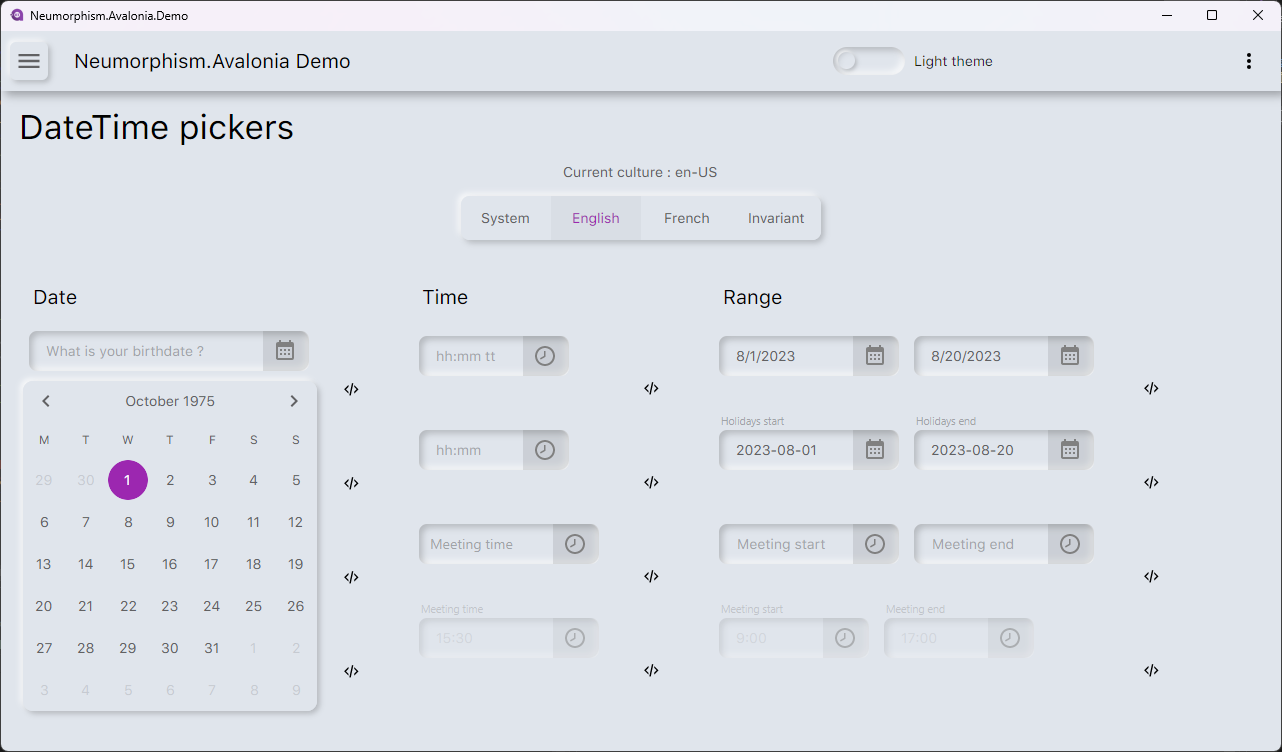 Neumorphism.Avalonia.Demo
Neumorphism.Avalonia Demo
Light theme
DateTime pickers
Current culture : en-US
System English French Invariant
Date
What is your birthdate ?
October 1975
M T W T F S S
29 30 1 2 3 4 5
6 7 8 9 10 11 12
13 14 15 16 17 18 19
20 21 22 23 24 25 26
27 28 29 30 31 1 2
3 4 5 6 7 8 9
</>
</>
</>
</>
Time
hh:mm tt
</>
hh:mm
</>
Meeting time
</>
Meeting time
15:30
</>
Range
8/1/2023 8/20/2023
</>
Holidays start Holidays end
2023-08-01 2023-08-20
</>
Meeting start Meeting end
</>
Meeting start Meeting end
9:00 17:00
</>